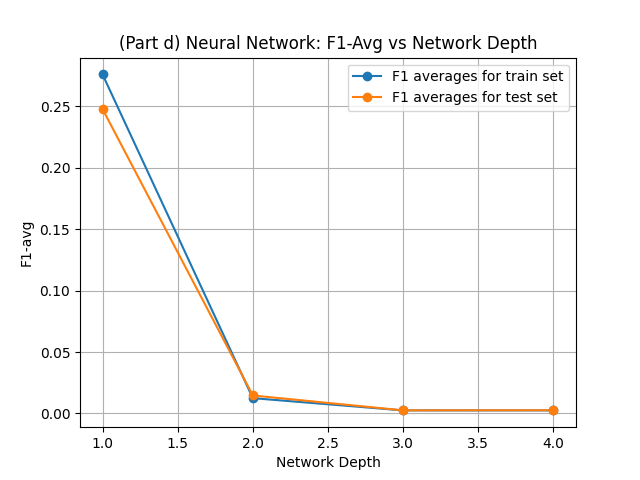 (Part d) Neural Network: F1-Avg vs Network Depth
F1 averages for train set
F1 averages for test set
F1-avg
0.25
0.20
0.15
0.10
0.05
0.00
1.0 1.5 2.0 2.5 3.0 3.5 4.0
Network Depth